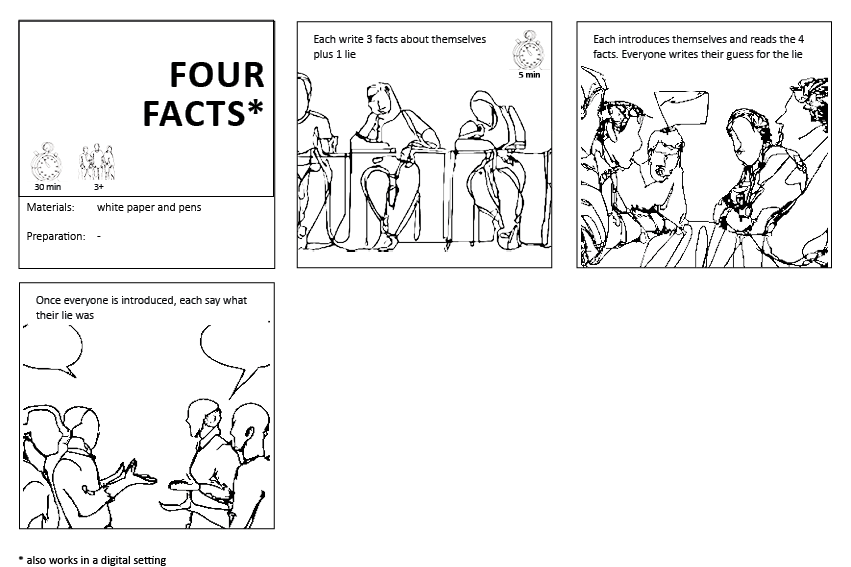 FOUR
FACTS*
30 min
3+
Materials: white paper and pens
Preparation: -
Each write 3 facts about themselves
plus 1 lie
5 min
Each introduces themselves and reads the 4
facts. Everyone writes their guess for the lie
Once everyone is introduced, each say what
their lie was
* also works in a digital setting